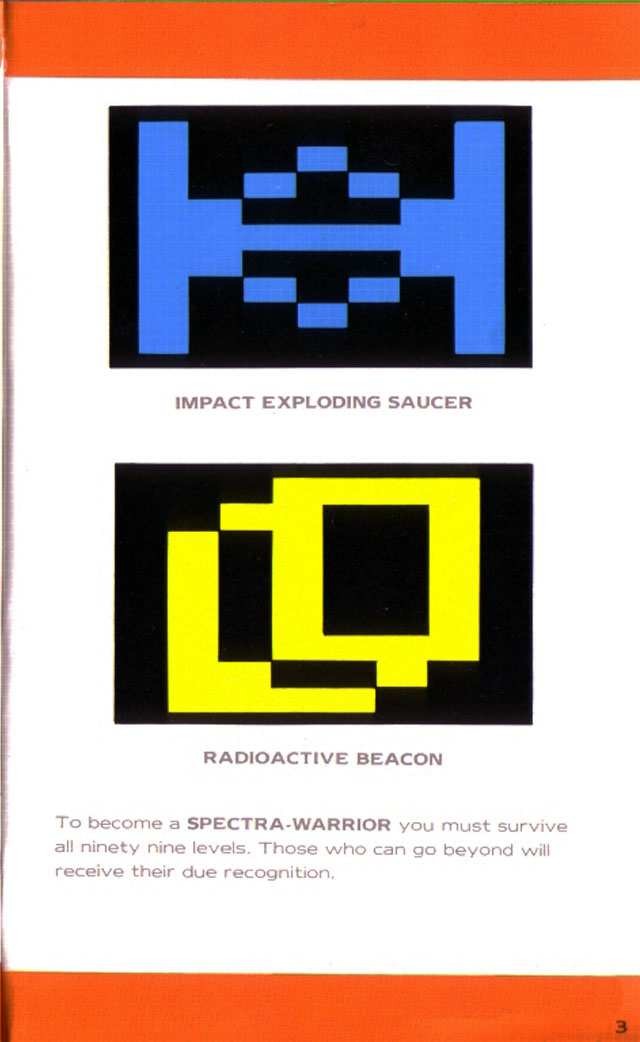 IMPACT EXPLODING SAUCER
RADIOACTIVE BEACON
To become a SPECTRA-WARRIOR you must survive
all ninety nine levels. Those who can go beyond will
receive their due recognition.
3